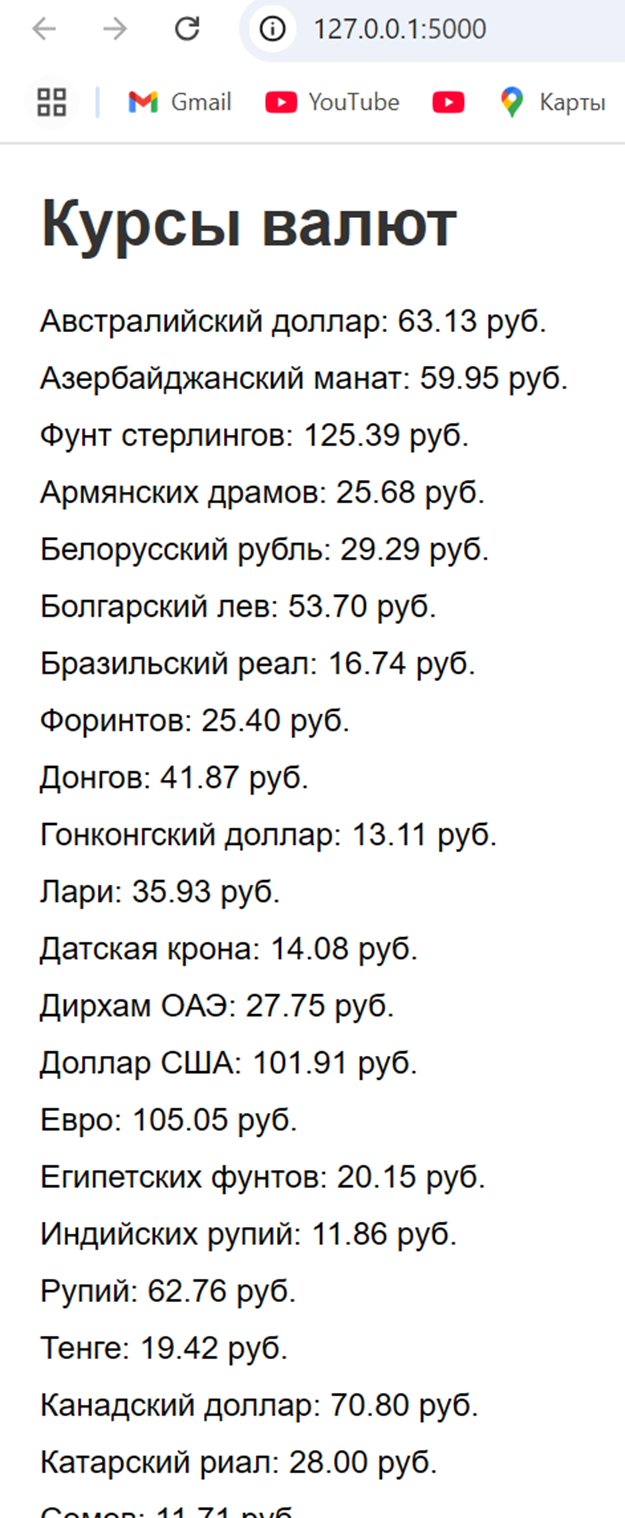 127.0.0.1:5000
Gmail YouTube Карты
Курсы валют
Австралийский доллар: 63.13 руб.
Азербайджанский манат: 59.95 руб.
Фунт стерлингов: 125.39 руб.
Армянских драмов: 25.68 руб.
Белорусский рубль: 29.29 руб.
Болгарский лев: 53.70 руб.
Бразильский реал: 16.74 руб.
Форинтов: 25.40 руб.
Донгов: 41.87 руб.
Гонконгский доллар: 13.11 руб.
Лари: 35.93 руб.
Датская крона: 14.08 руб.
Дирхам ОАЭ: 27.75 руб.
Доллар США: 101.91 руб.
Евро: 105.05 руб.
Египетских фунтов: 20.15 руб.
Индийских рупий: 11.86 руб.
Рупий: 62.76 руб.
Тенге: 19.42 руб.
Канадский доллар: 70.80 руб.
Катарский риал: 28.00 руб.
Сомов: 11.71 руб.